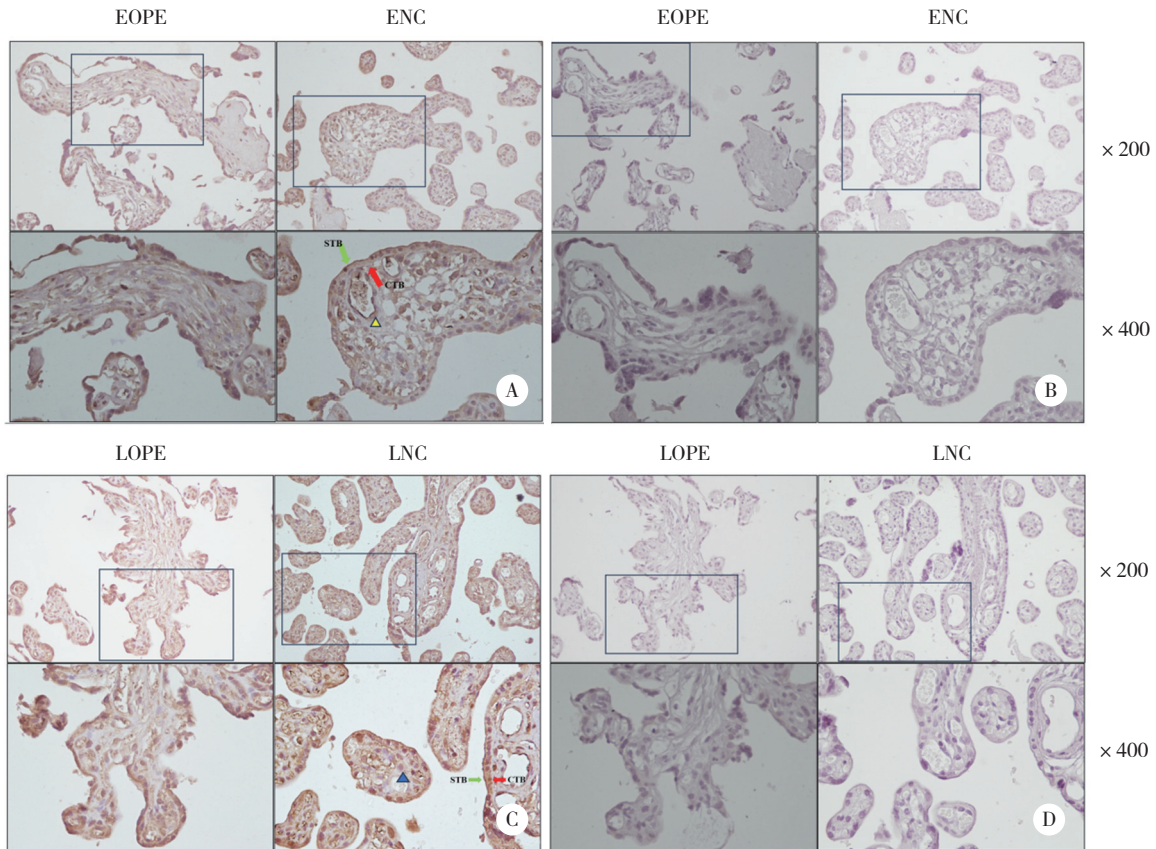 EOPE ENC EOPE ENC
× 200
STB
CTB
× 400
A B
LOPE LNC LOPE LNC
× 200
STB CTB
× 400
C D